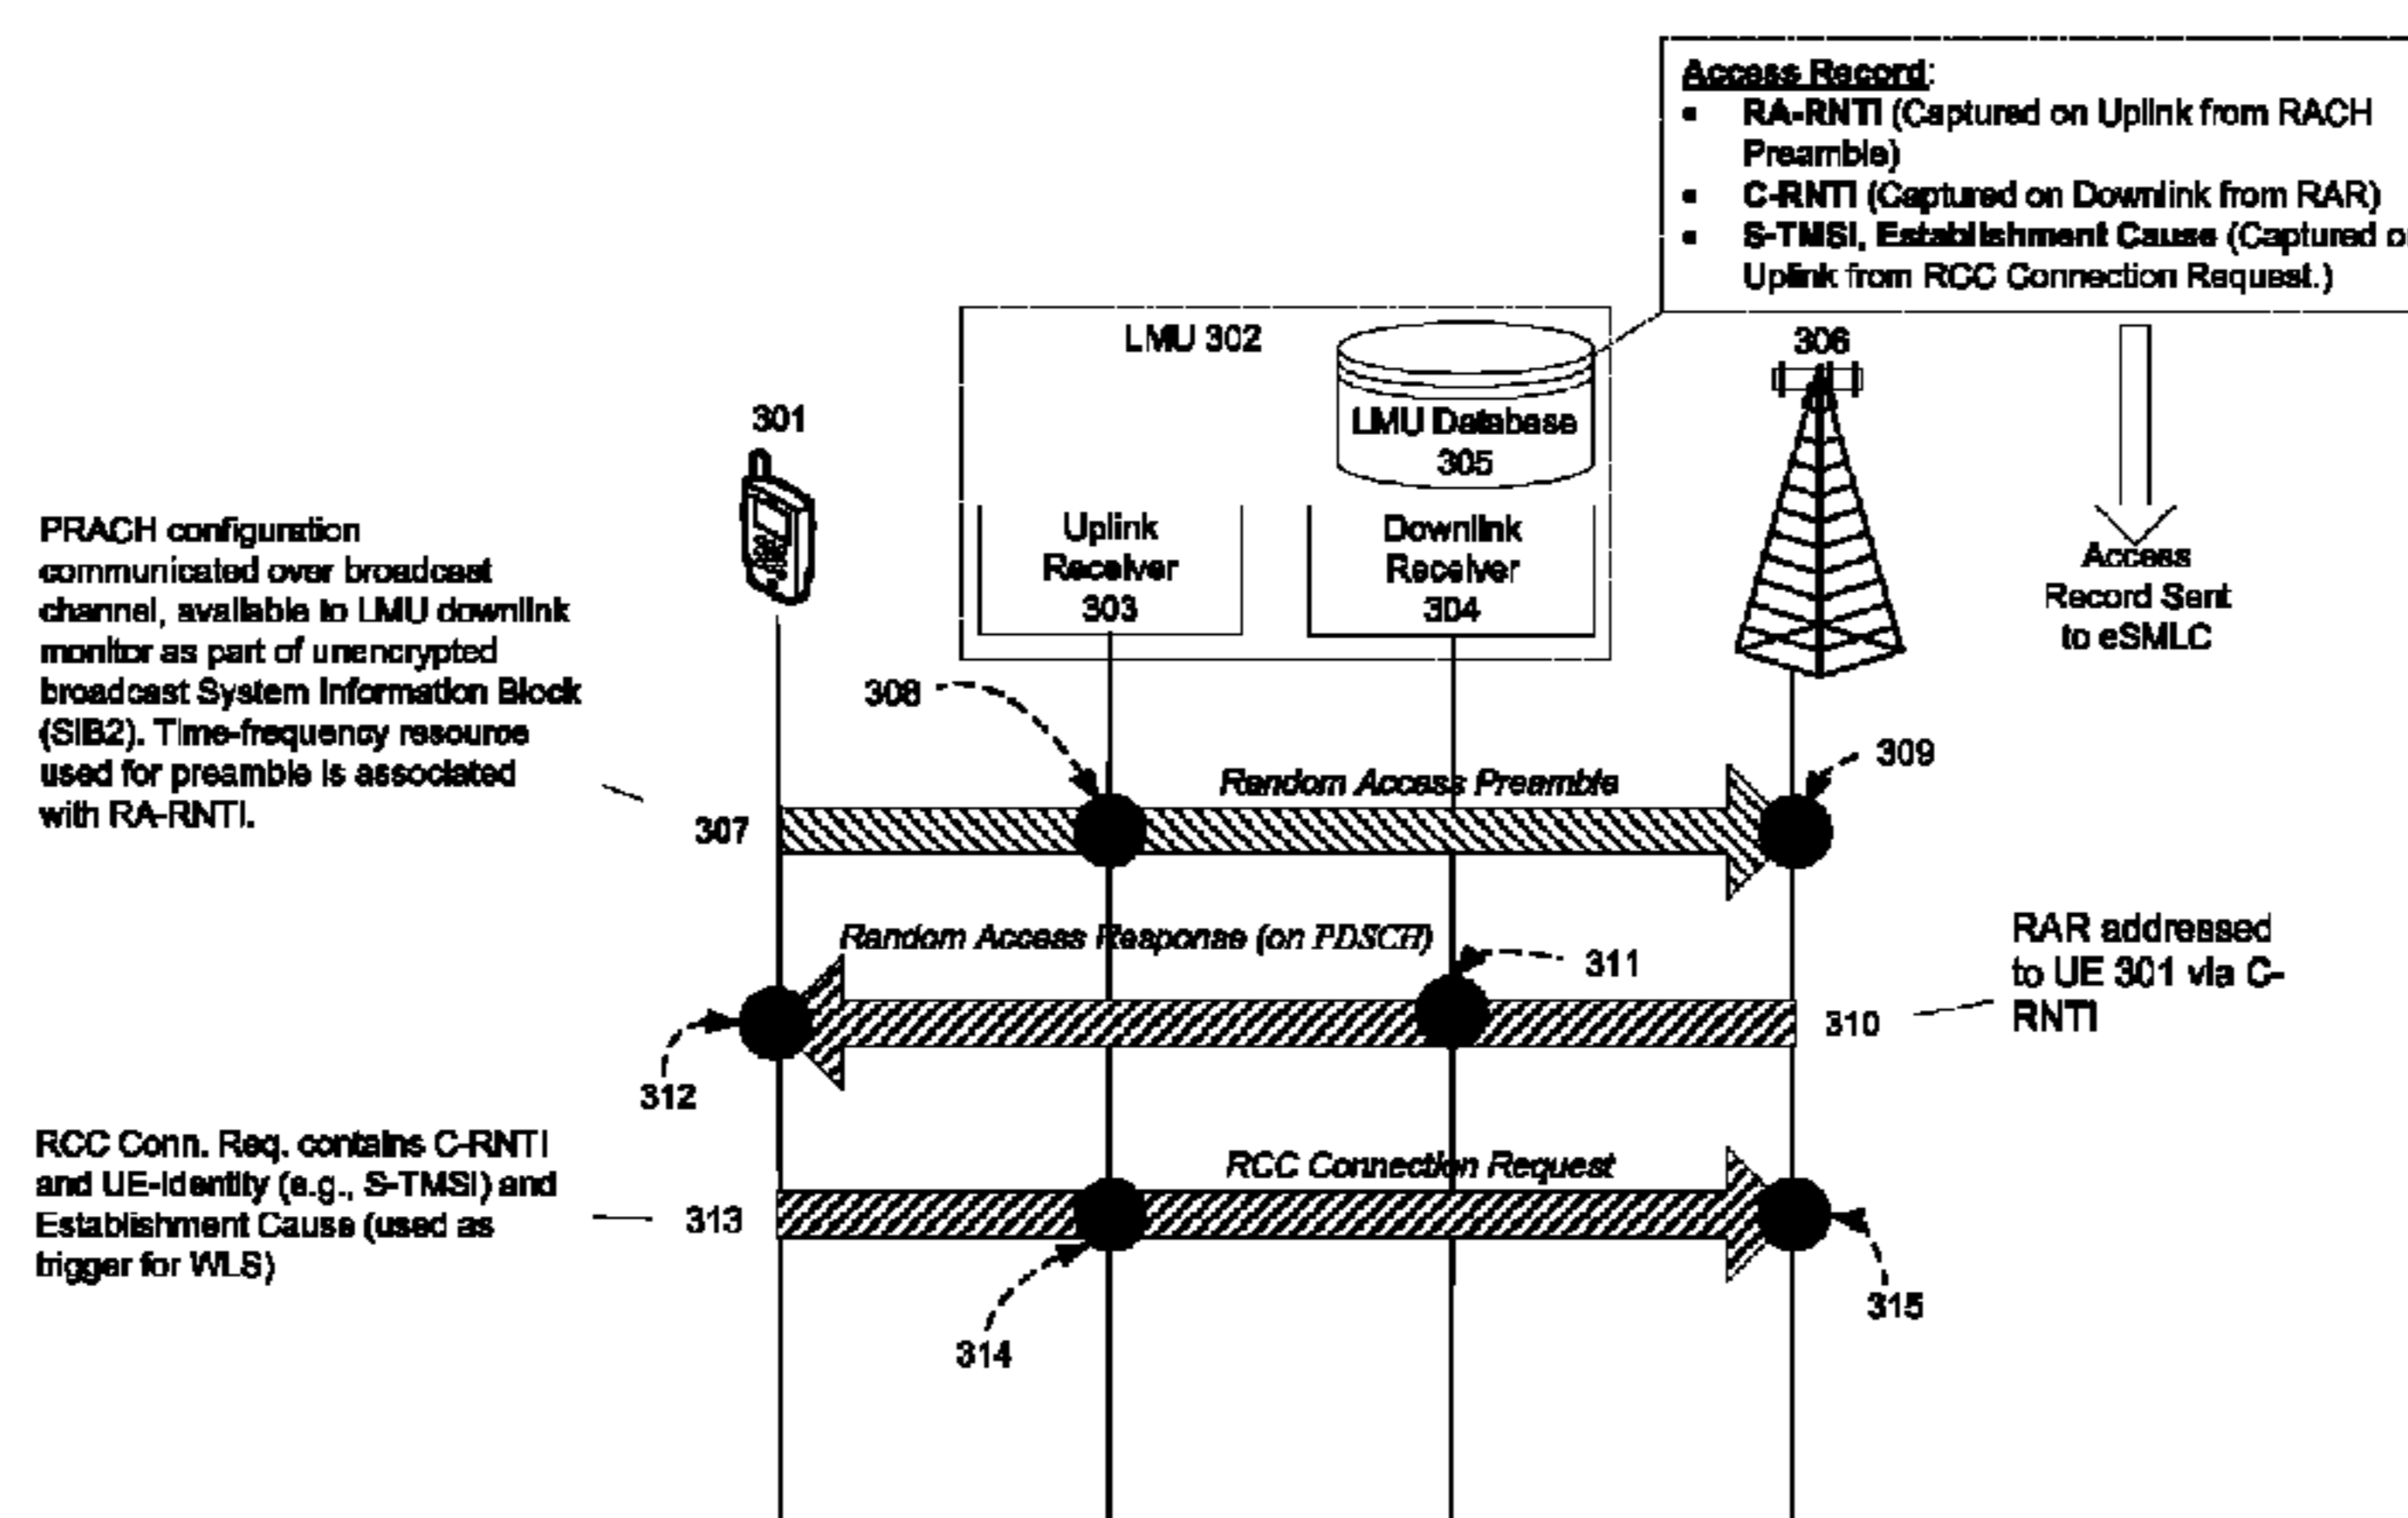 Access Record:
• RA-RNTI (Captured on Uplink from RACH
Preamble)
• C-RNTI (Captured on Downlink from RAR)
• S-TMSI, Establishment Cause (Captured
Uplink from RCC Connection Request.)
LMU 302
306
LMU Database
305
301
Uplink
Receiver
303
Downlink
Receiver
304
Access
Record Sent
to eSMLC
PRACH configuration
communicated over broadcast
channel, available to LMU downlink
monitor as part of unencrypted
broadcast System Information Block
(SIB2). Time-frequency resource
used for preamble is associated
with RA-RNTI.
308
309
Random Access Preamble
307
Random Access Response (on PDSCH)
311
RAR addressed
to UE 301 via C-
RNTI
310
312
RCC Conn. Req. contains C-RNTI
and UE-Identity (e.g., S-TMSI) and
Establishment Cause (used as
trigger for WLS)
RCC Connection Request
313
314
315